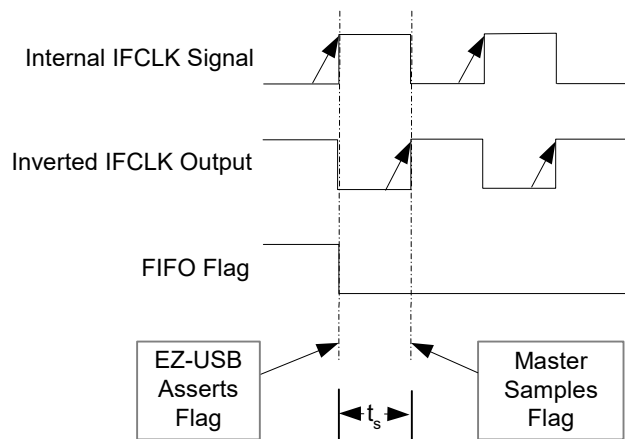 Internal IFCLK Signal
Inverted IFCLK Output
FIFO Flag
EZ-USB
Asserts
Flag
ts
Master
Samples
Flag